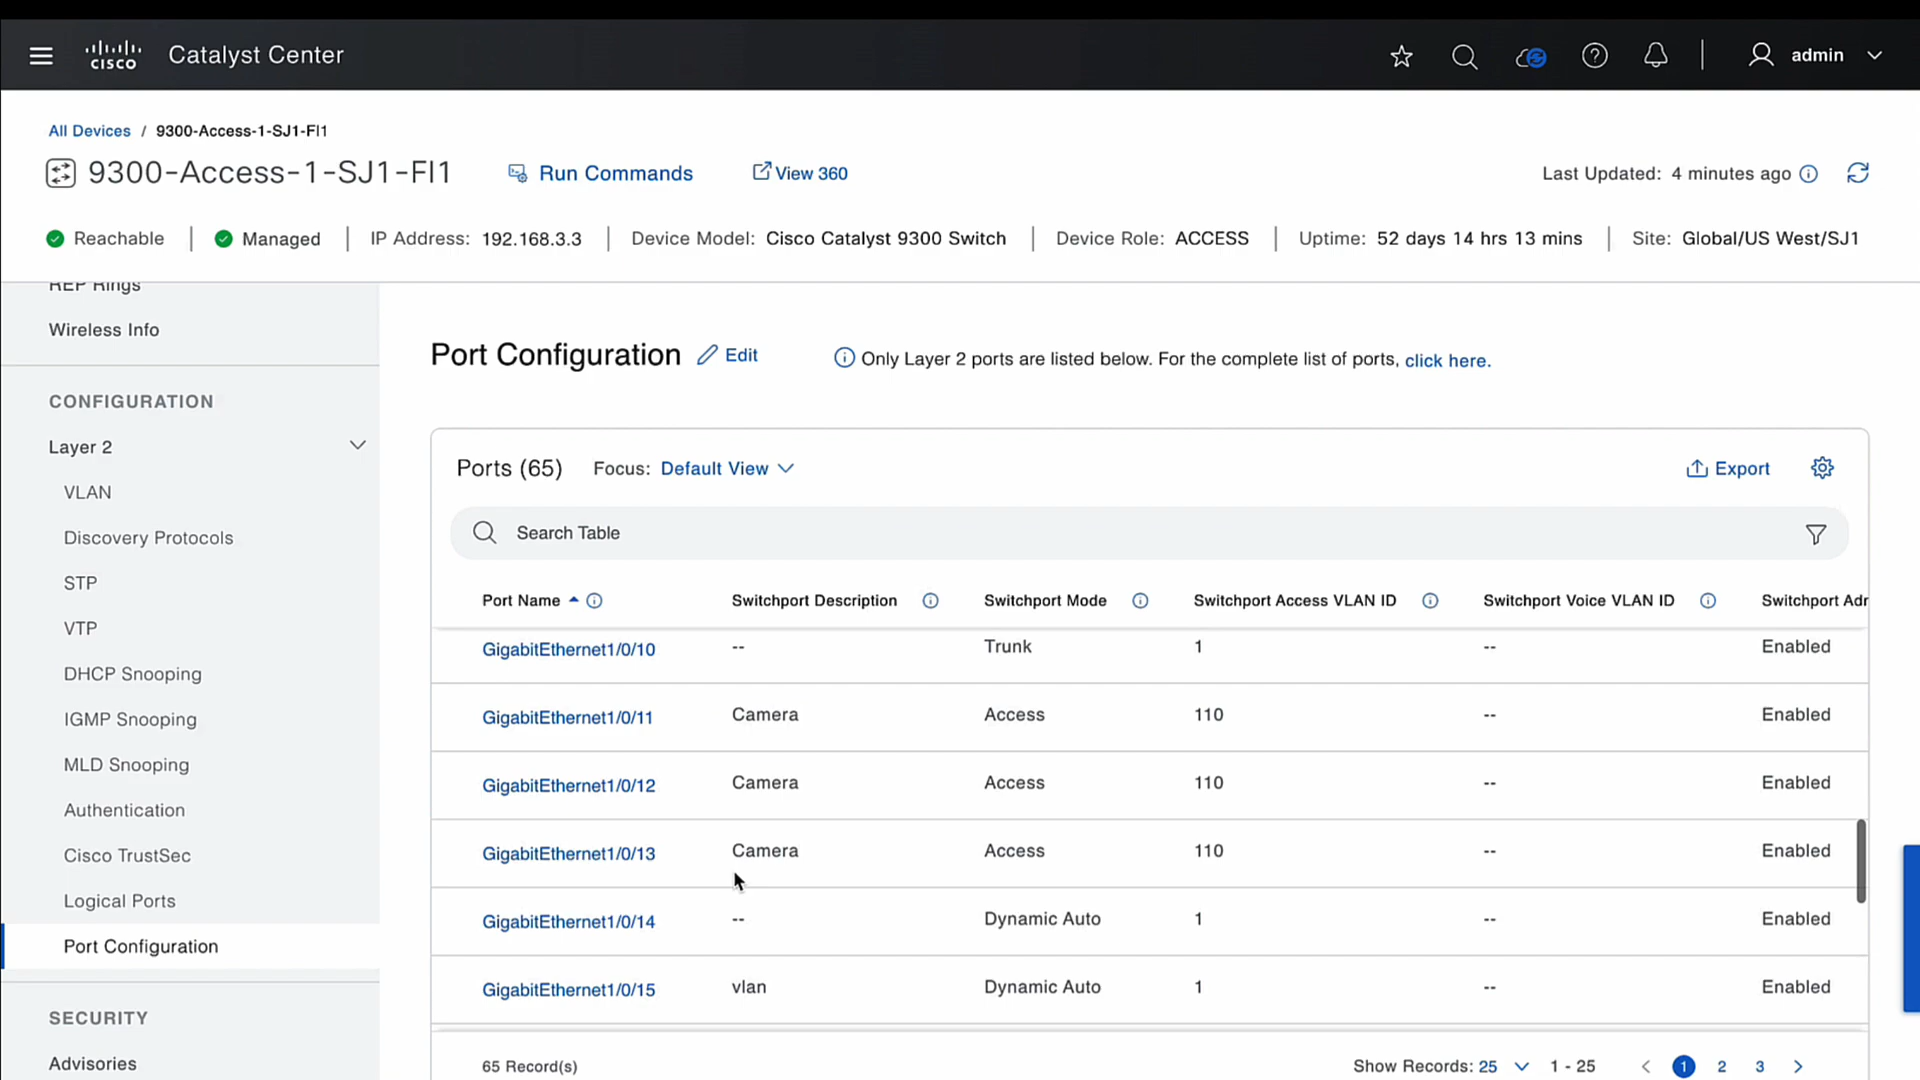 cisco Catalyst Center admin
All Devices / 9300-Access-1-SJ1-Fl1
9300-Access-1-SJ1-Fl1 Run Commands View 360 Last Updated: 4 minutes ago
Reachable | Managed | IP Address: 192.168.3.3 | Device Model: Cisco Catalyst 9300 Switch | Device Role: ACCESS | Uptime: 52 days 14 hrs 13 mins | Site: Global/US West/SJ1
REP Rings
Wireless Info
CONFIGURATION
Layer 2
VLAN
Discovery Protocols
STP
VTP
DHCP Snooping
IGMP Snooping
MLD Snooping
Authentication
Cisco TrustSec
Logical Ports
Port Configuration
SECURITY
Advisories
Port Configuration Edit Only Layer 2 ports are listed below. For the complete list of ports, click here.
Ports (65) Focus: Default View Export
Search Table
Port Name Switchport Description Switchport Mode Switchport Access VLAN ID Switchport Voice VLAN ID Switchport Adr
GigabitEthernet1/0/10 -- Trunk 1 -- Enabled
GigabitEthernet1/0/11 Camera Access 110 -- Enabled
GigabitEthernet1/0/12 Camera Access 110 -- Enabled
GigabitEthernet1/0/13 Camera Access 110 -- Enabled
GigabitEthernet1/0/14 -- Dynamic Auto 1 -- Enabled
GigabitEthernet1/0/15 vlan Dynamic Auto 1 -- Enabled
65 Record(s) Show Records: 25 1 - 25 < 1 2 3 >